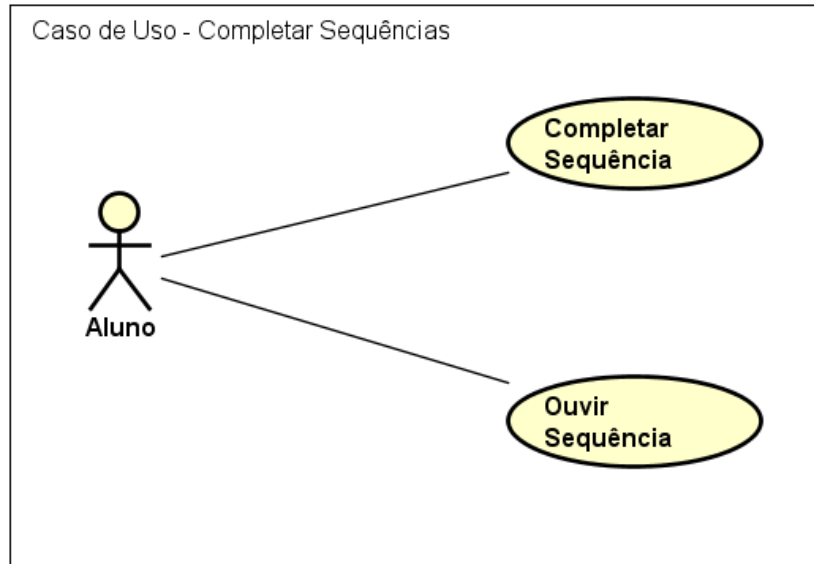 Caso de Uso - Completar Sequências
Completar
Sequência
Aluno
Ouvir
Sequência